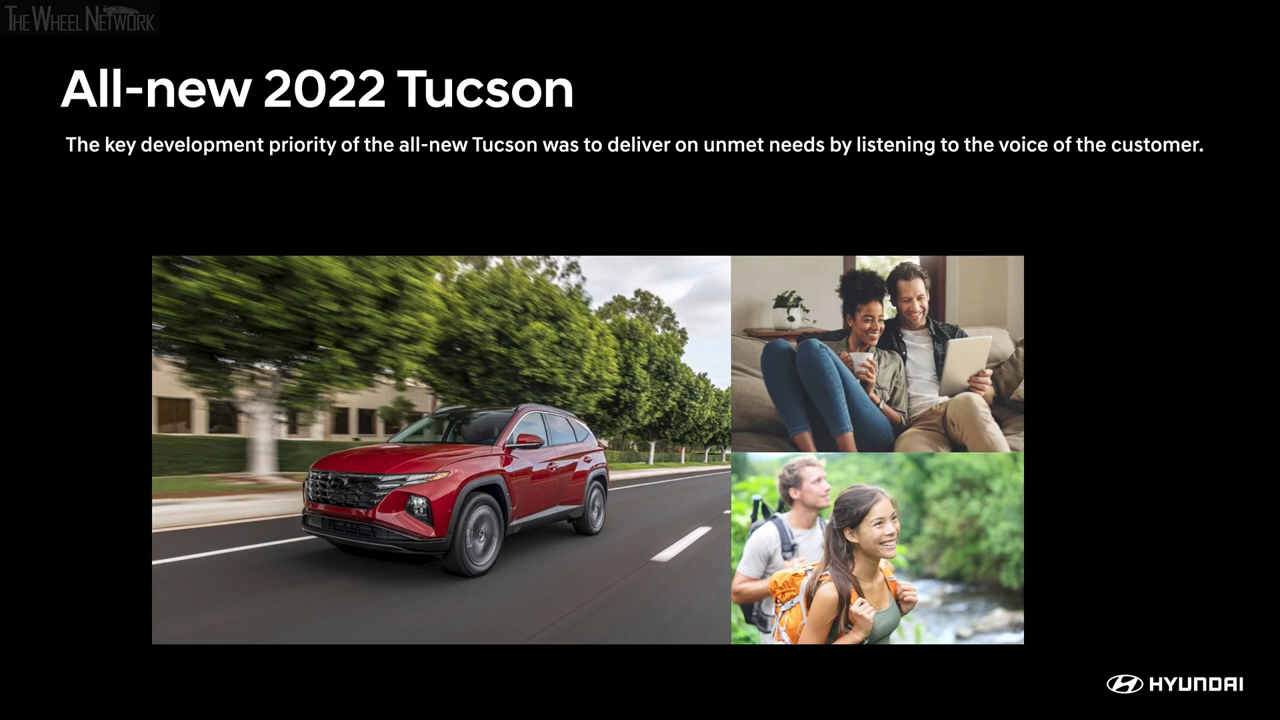 THE WHEEL NETWORK
All-new 2022 Tucson
The key development priority of the all-new Tucson was to deliver on unmet needs by listening to the voice of the customer.
HYUNDAI